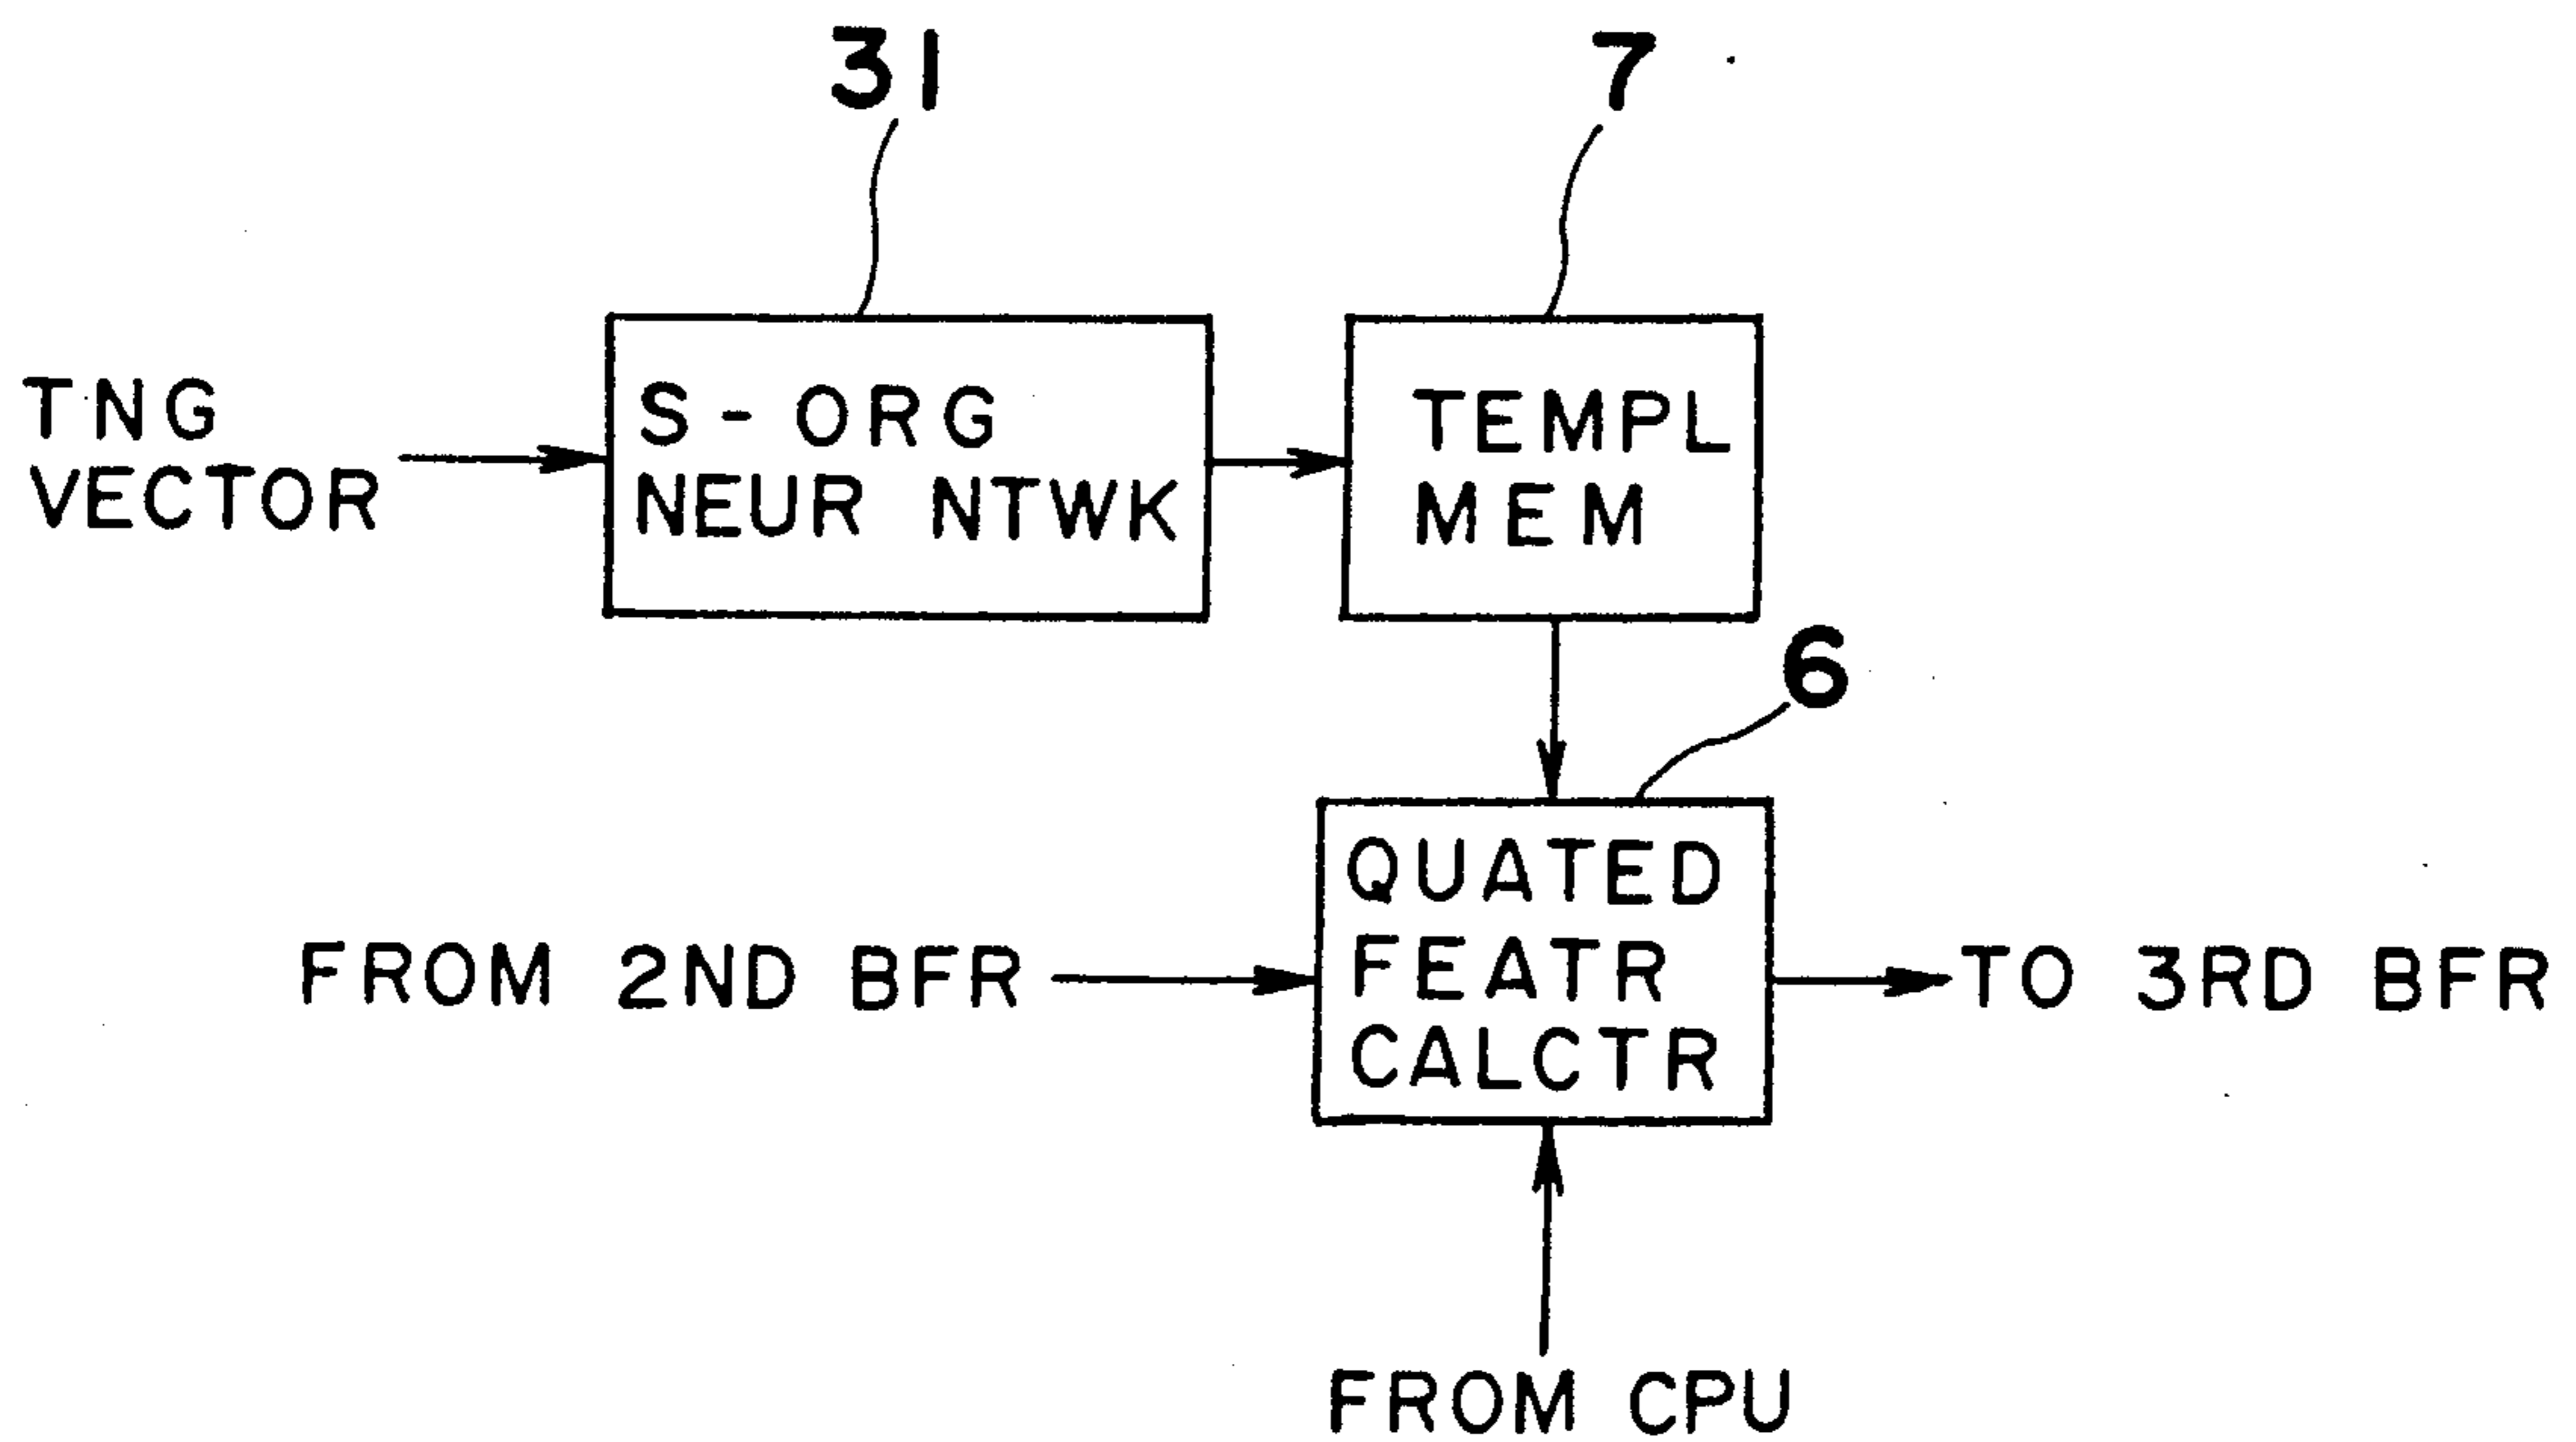 31
7
TNG
VECTOR
S-ORG
NEUR NTWK
TEMPL
MEM
6
QUATED
FEATR
CALCTR
FROM 2ND BFR
TO 3RD BFR
FROM CPU